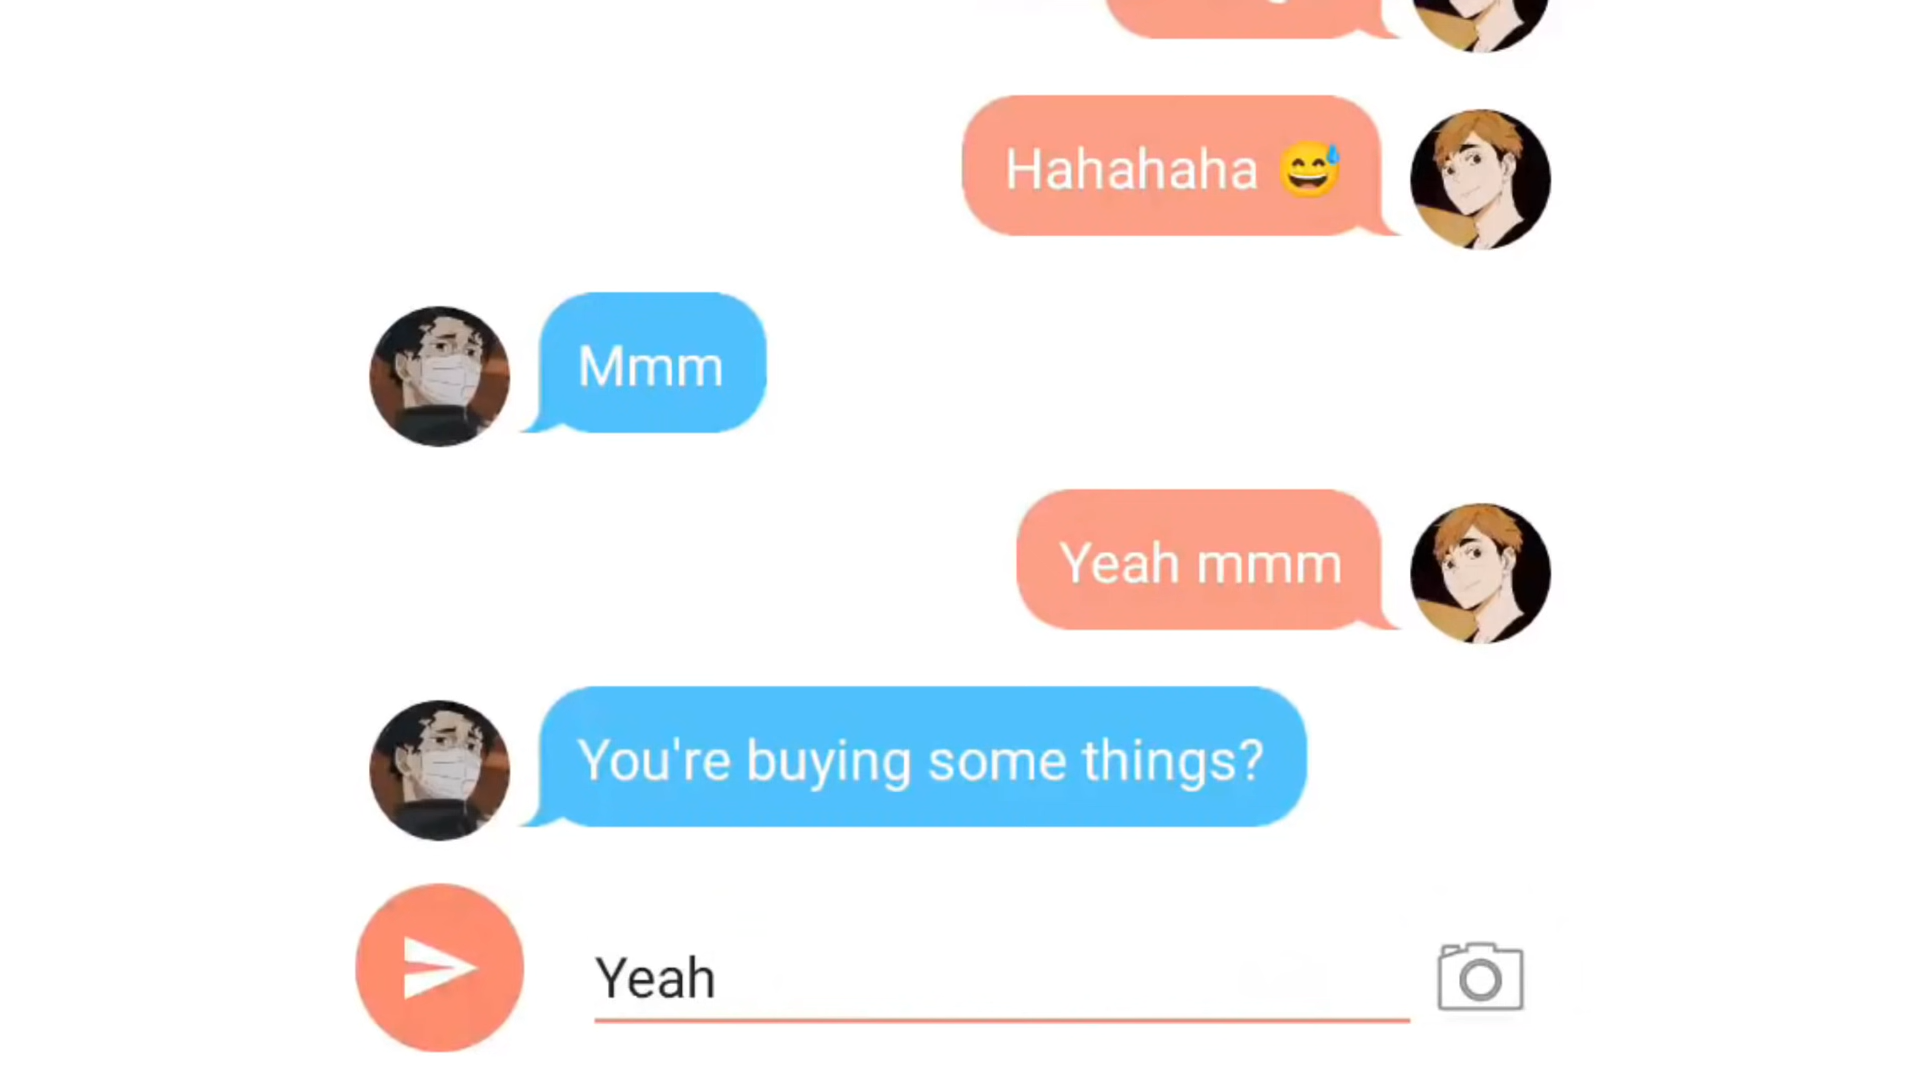 Hahahaha 😅
Mmm
Yeah mmm
You're buying some things?
Yeah